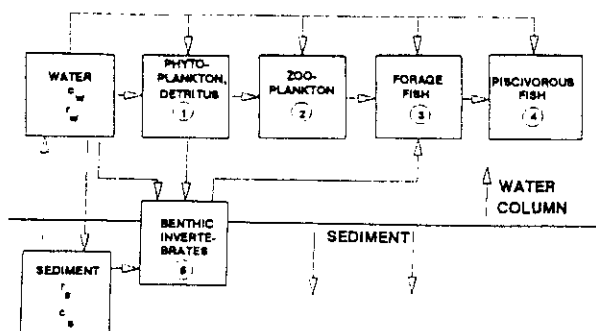 WATER
c w
r w
PHYTO-
PLANKTON,
DETRITUS
1
ZOO-
PLANKTON
2
FORAGE
FISH
3
PISCIVOROUS
FISH
4
WATER
COLUMN
BENTHIC
INVERTE-
BRATES
SEDIMENT
SEDIMENT
r s
c s